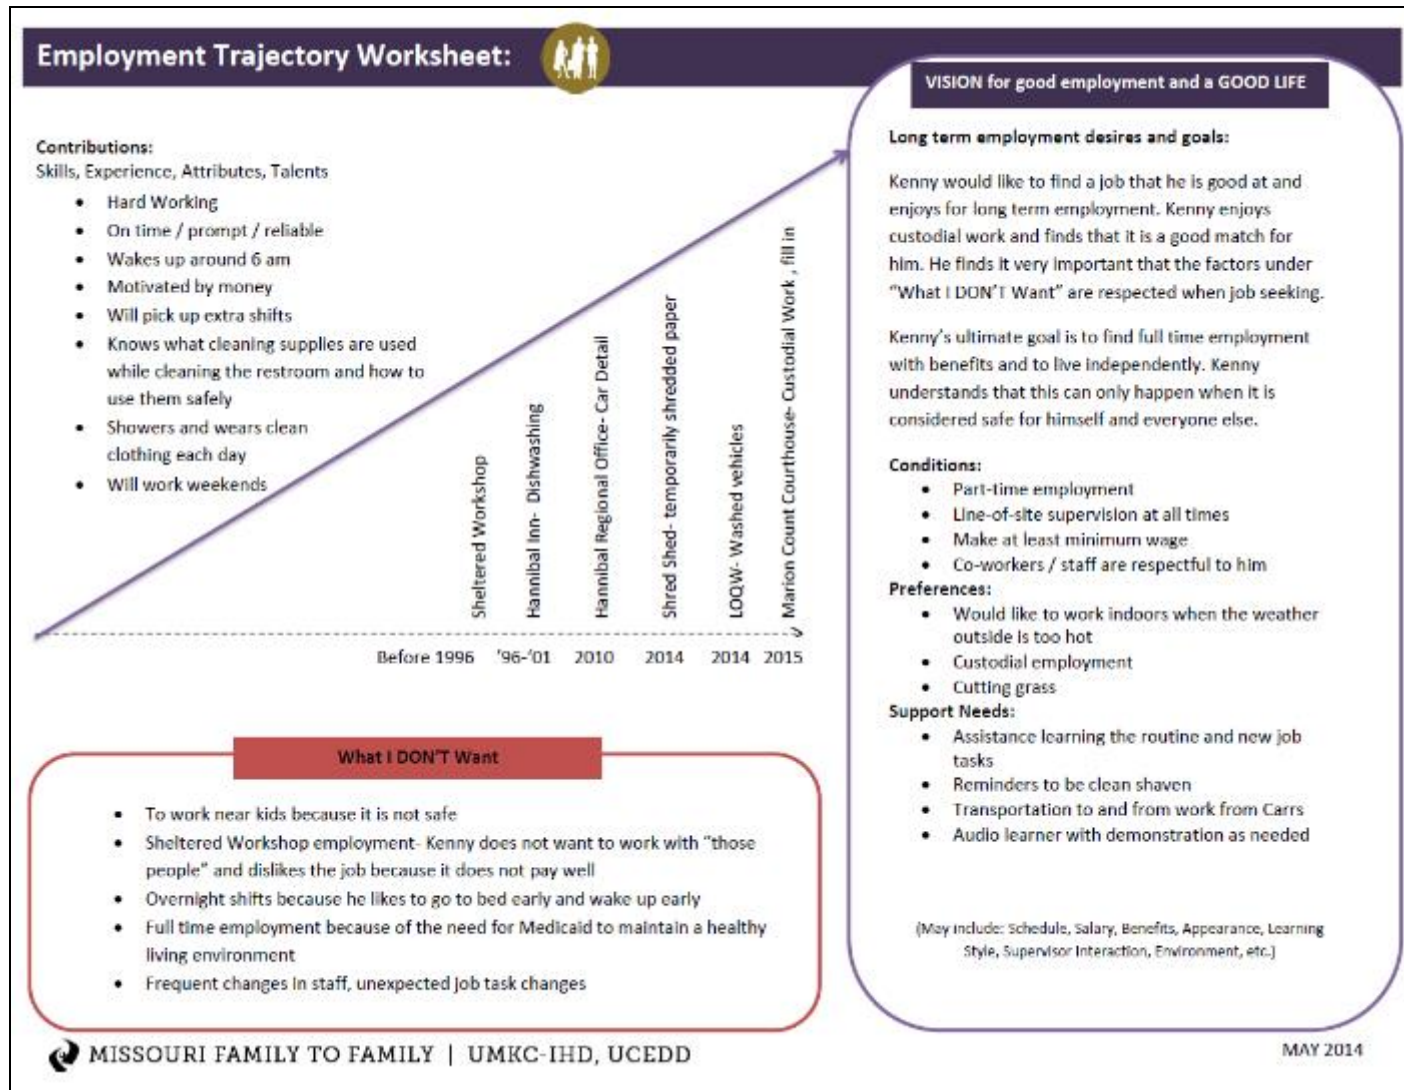 Employment Trajectory Worksheet:
Contributions:
Skills, Experience, Attributes, Talents
• Hard Working
• On time / prompt / reliable
• Wakes up around 6 am
• Motivated by money
• Will pick up extra shifts
• Knows what cleaning supplies are used
while cleaning the restroom and how to
use them safely
• Showers and wears clean
clothing each day
• Will work weekends
Sheltered Workshop
Hannibal Inn- Dishwashing
Hannibal Regional Office- Car Detail
Shred Shed- temporarily shredded paper
LOQW- Washed vehicles
Marion Count Courthouse- Custodial Work , fill in
Before 1996 '96-'01 2010 2014 2014 2015
What I DON'T Want
• To work near kids because it is not safe
• Sheltered Workshop employment- Kenny does not want to work with "those
people" and dislikes the job because it does not pay well
• Overnight shifts because he likes to go to bed early and wake up early
• Full time employment because of the need for Medicaid to maintain a healthy
living environment
• Frequent changes in staff, unexpected job task changes
VISION for good employment and a GOOD LIFE
Long term employment desires and goals:
Kenny would like to find a job that he is good at and
enjoys for long term employment. Kenny enjoys
custodial work and finds that it is a good match for
him. He finds it very important that the factors under
"What I DON'T Want" are respected when job seeking.
Kenny's ultimate goal is to find full time employment
with benefits and to live independently. Kenny
understands that this can only happen when it is
considered safe for himself and everyone else.
Conditions:
• Part-time employment
• Line-of-site supervision at all times
• Make at least minimum wage
• Co-workers / staff are respectful to him
Preferences:
• Would like to work indoors when the weather
outside is too hot
• Custodial employment
• Cutting grass
Support Needs:
• Assistance learning the routine and new job
tasks
• Reminders to be clean shaven
• Transportation to and from work from Carrs
• Audio learner with demonstration as needed
(May include: Schedule, Salary, Benefits, Appearance, Learning
Style, Supervisor Interaction, Environment, etc.)
MISSOURI FAMILY TO FAMILY | UMKC-IHD, UCEDD
MAY 2014